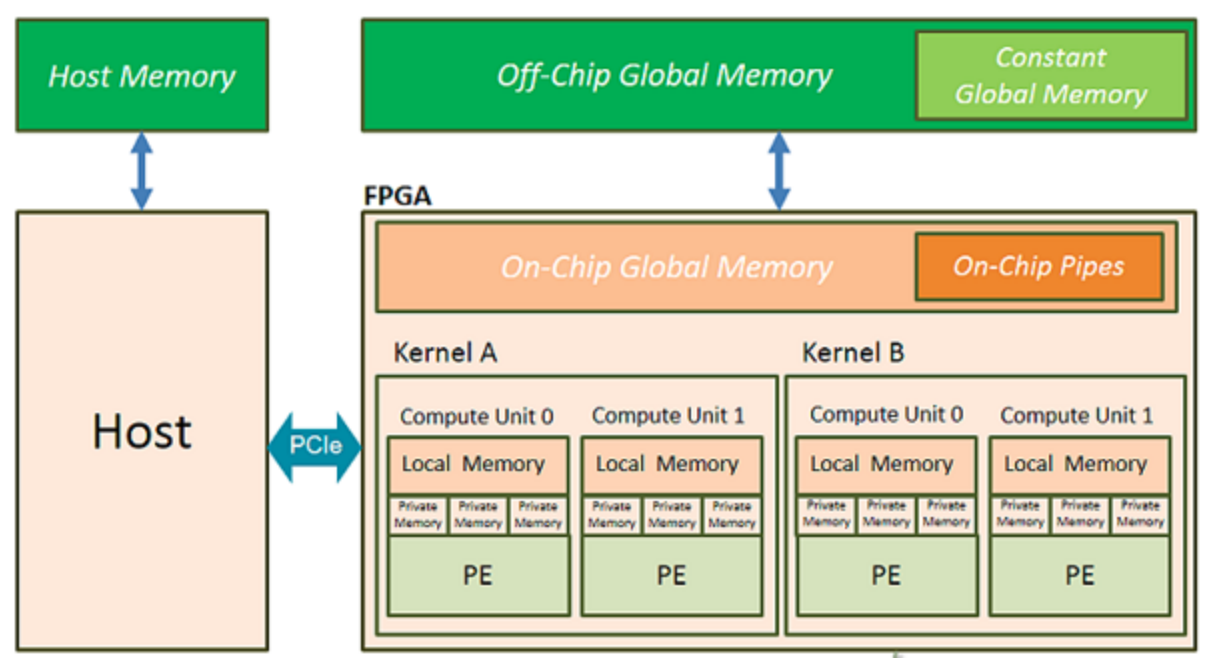 Host Memory
Off-Chip Global Memory
Constant
Global Memory
FPGA
On-Chip Global Memory
On-Chip Pipes
Host
PCIe
Kernel A
Compute Unit 0
Local Memory
Private
Memory
Private
Memory
Private
Memory
PE
Compute Unit 1
Local Memory
Private
Memory
Private
Memory
Private
Memory
PE
Kernel B
Compute Unit 0
Local Memory
Private
Memory
Private
Memory
Private
Memory
PE
Compute Unit 1
Local Memory
Private
Memory
Private
Memory
Private
Memory
PE